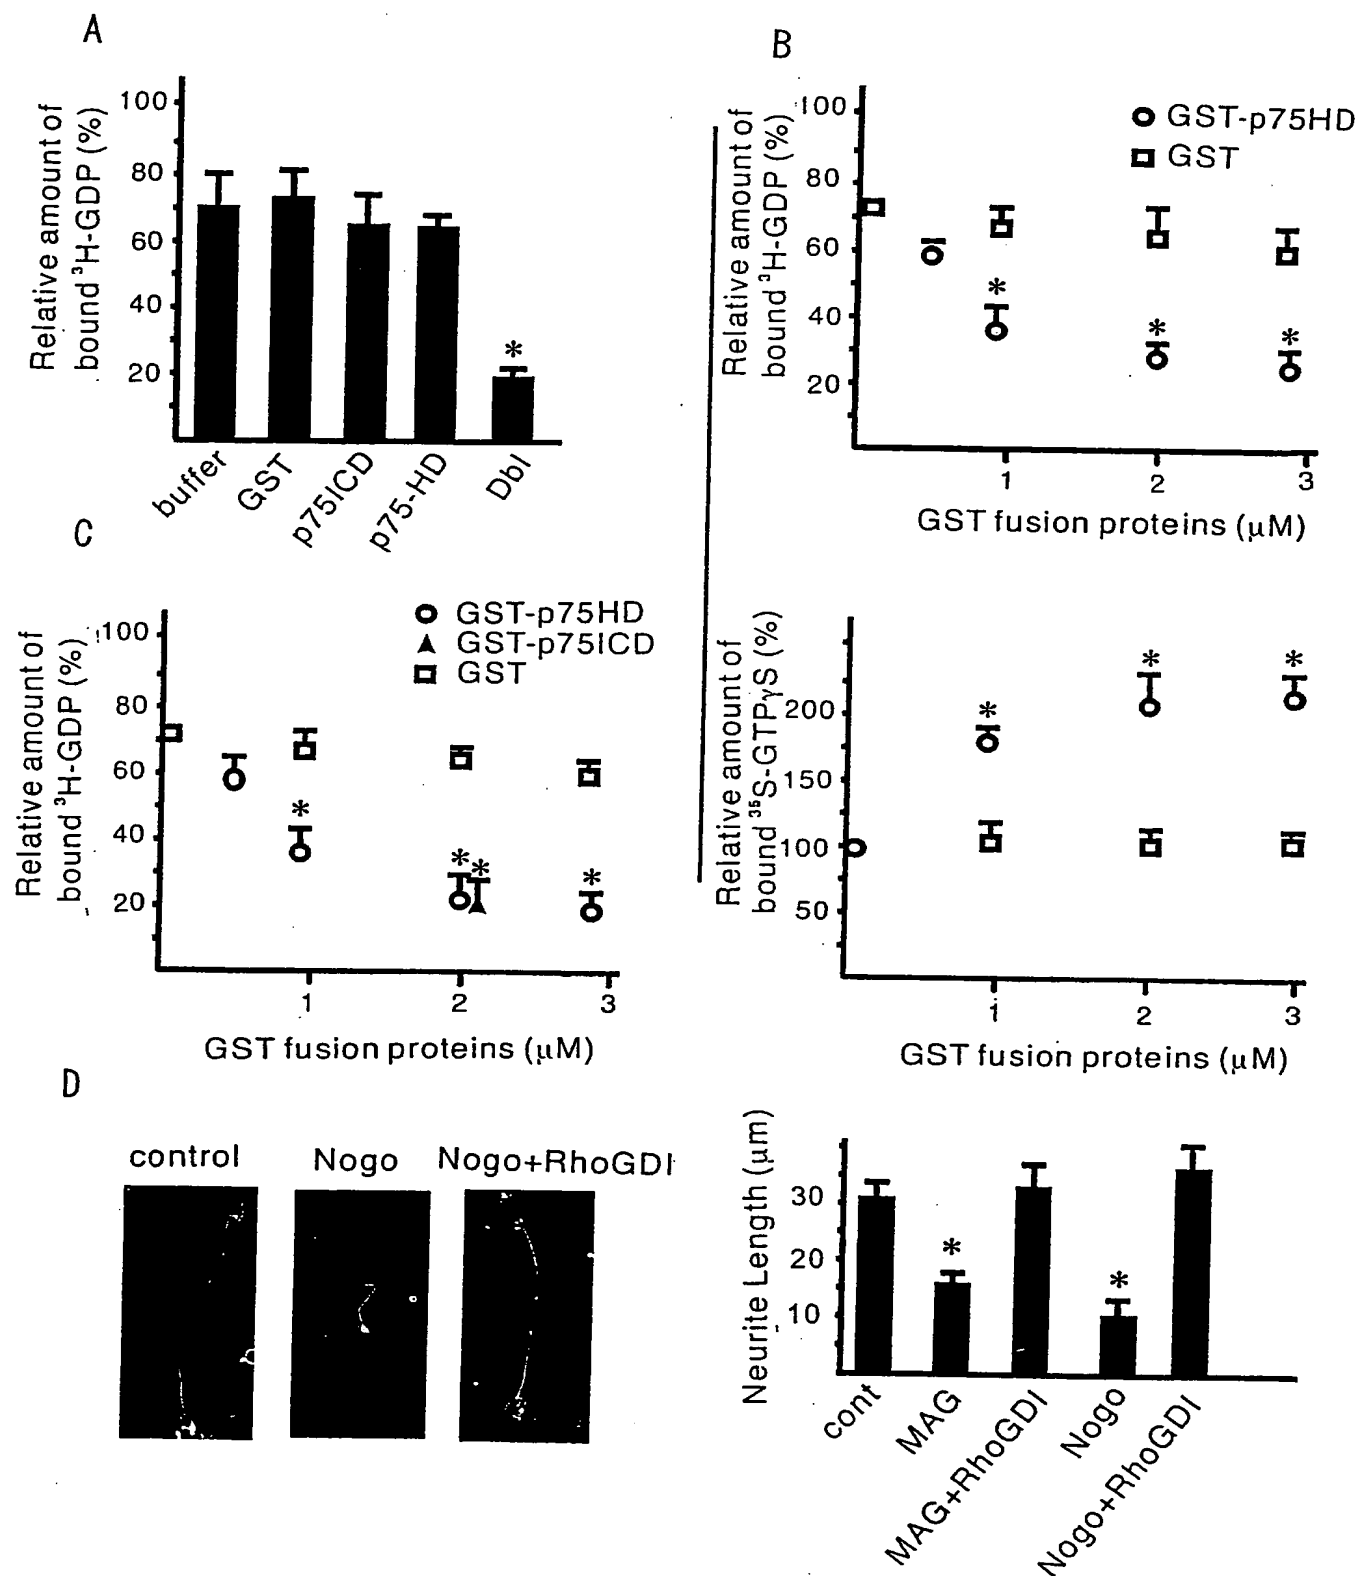 A
Relative amount of
bound ³H-GDP (%)
100
80
60
40
20
*
buffer
GST
p75ICD
p75-HD
Dbl
B
Relative amount of
bound ³H-GDP (%)
100
80
60
40
20
GST-p75HD
GST
*
*
*
1 2 3
GST fusion proteins (μM)
Relative amount of
bound ³⁵S-GTPγS (%)
200
150
100
50
*
*
*
1 2 3
GST fusion proteins (μM)
C
Relative amount of
bound ³H-GDP (%)
100
80
60
40
20
GST-p75HD
GST-p75ICD
GST
*
*
*
*
1 2 3
GST fusion proteins (μM)
D
control
Nogo
Nogo+RhoGDI
Neurite Length (μm)
30
20
10
*
*
cont
MAG
MAG+RhoGDI
Nogo
Nogo+RhoGDI